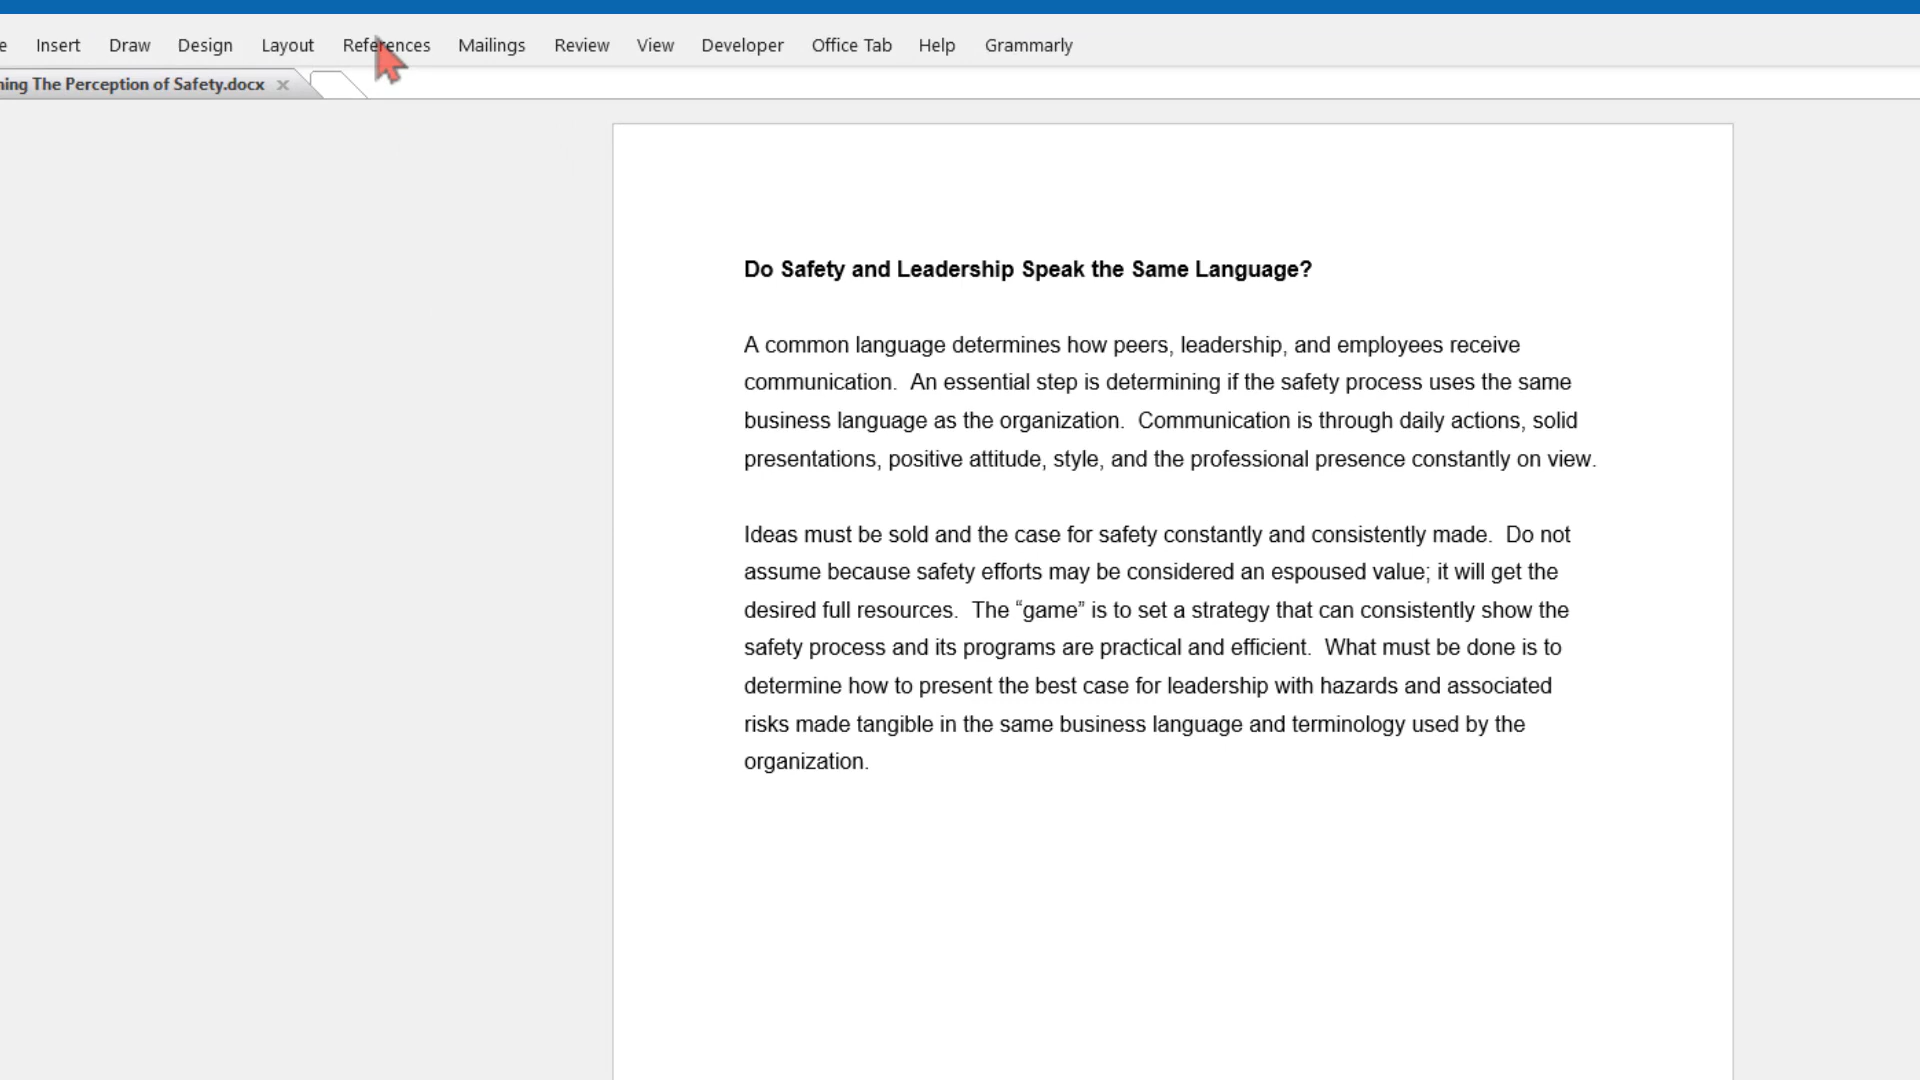 e Insert Draw Design Layout References Mailings Review View Developer Office Tab Help Grammarly
ning The Perception of Safety.docx
Do Safety and Leadership Speak the Same Language?
A common language determines how peers, leadership, and employees receive
communication.  An essential step is determining if the safety process uses the same
business language as the organization.  Communication is through daily actions, solid
presentations, positive attitude, style, and the professional presence constantly on view.
Ideas must be sold and the case for safety constantly and consistently made.  Do not
assume because safety efforts may be considered an espoused value; it will get the
desired full resources.  The “game” is to set a strategy that can consistently show the
safety process and its programs are practical and efficient.  What must be done is to
determine how to present the best case for leadership with hazards and associated
risks made tangible in the same business language and terminology used by the
organization.